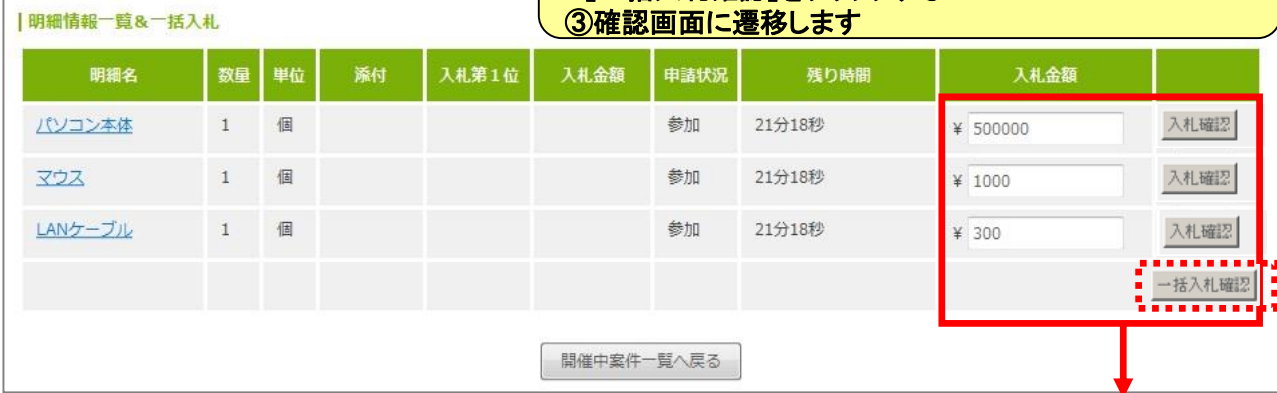 明細情報一覧&一括入札
③確認画面に遷移します
明細名 数量 単位 添付 入札第1位 入札金額 申請状況 残り時間 入札金額
パソコン本体 1 個 参加 21分18秒 ¥ 500000 入札確認
マウス 1 個 参加 21分18秒 ¥ 1000 入札確認
LANケーブル 1 個 参加 21分18秒 ¥ 300 入札確認
一括入札確認
開催中案件一覧へ戻る